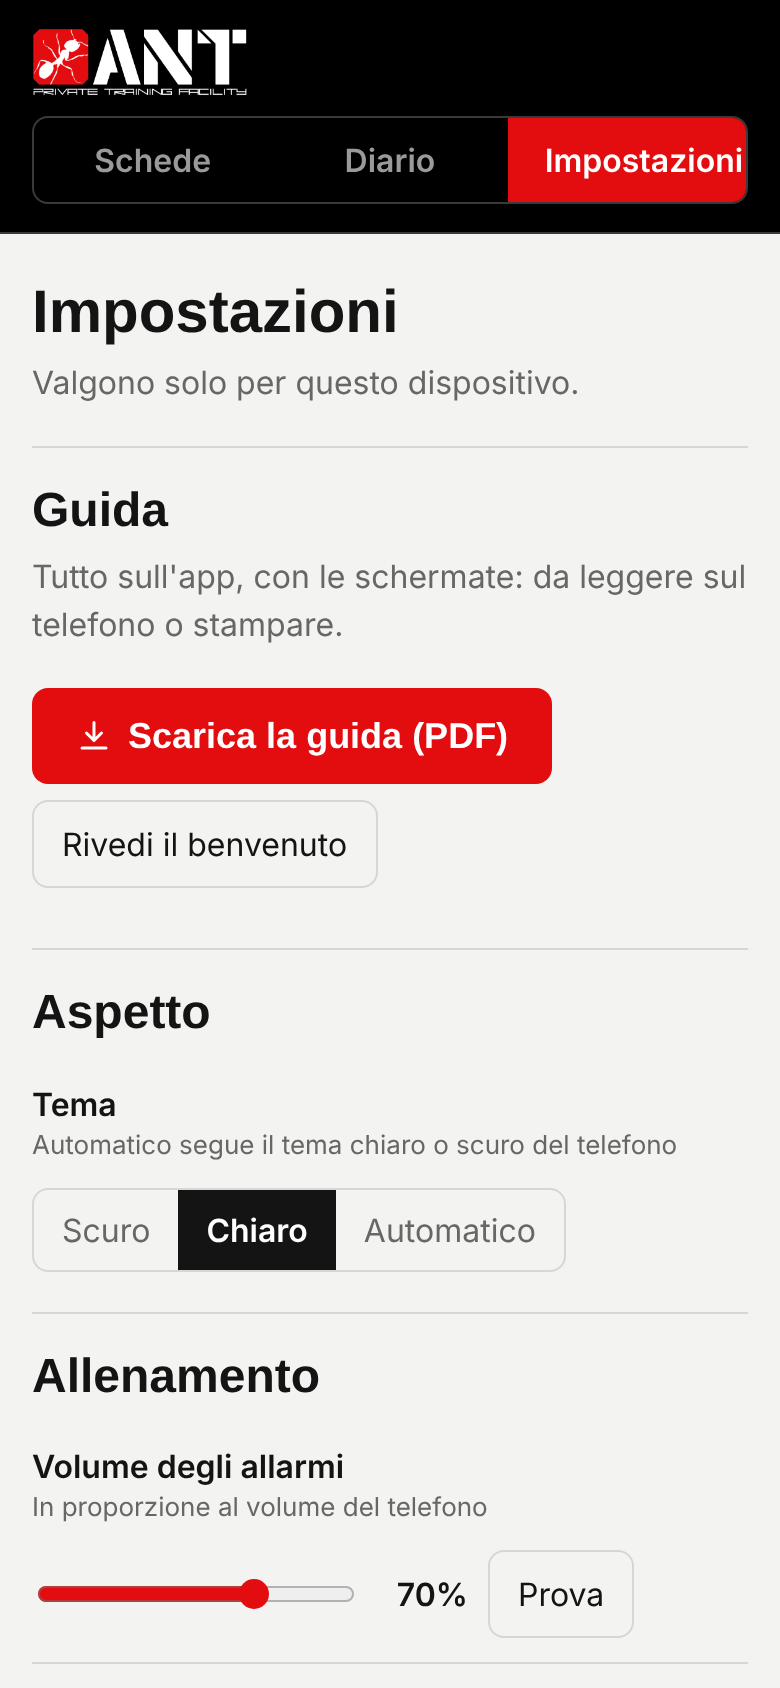 ANT
PRIVATE TRAINING FACILITY
Schede
Diario
Impostazioni
Impostazioni
Valgono solo per questo dispositivo.
Guida
Tutto sull'app, con le schermate: da leggere sul
telefono o stampare.
Scarica la guida (PDF)
Rivedi il benvenuto
Aspetto
Tema
Automatico segue il tema chiaro o scuro del telefono
Scuro
Chiaro
Automatico
Allenamento
Volume degli allarmi
In proporzione al volume del telefono
70%
Prova